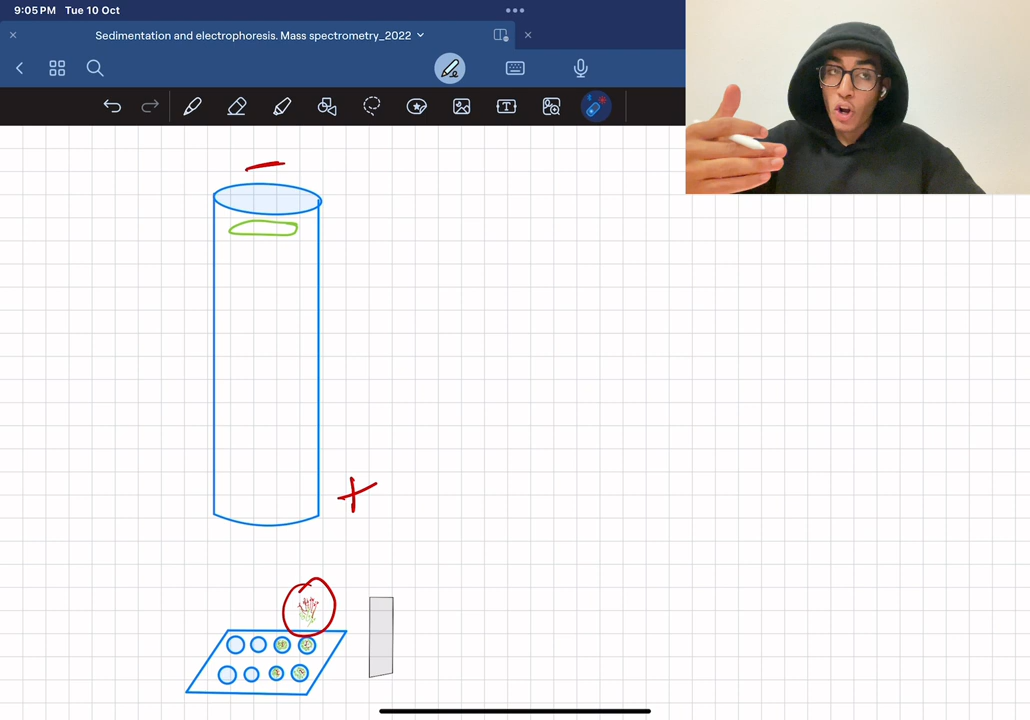 9:05 PM Tue 10 Oct
Sedimentation and electrophoresis. Mass spectrometry_2022
T
−
+